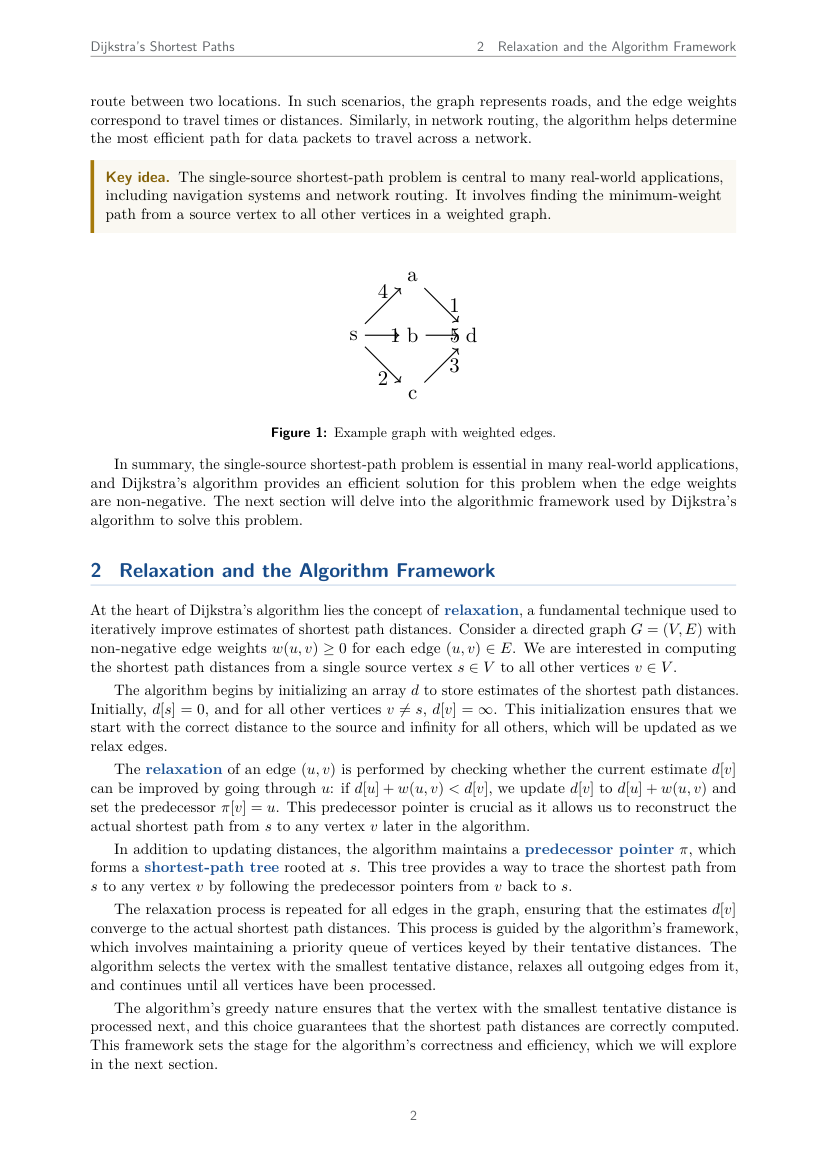 Dijkstra's Shortest Paths 2 Relaxation and the Algorithm Framework
route between two locations. In such scenarios, the graph represents roads, and the edge weights
correspond to travel times or distances. Similarly, in network routing, the algorithm helps determine
the most efficient path for data packets to travel across a network.
Key idea. The single-source shortest-path problem is central to many real-world applications,
including navigation systems and network routing. It involves finding the minimum-weight
path from a source vertex to all other vertices in a weighted graph.
a
4
1
s 1 b 5 d
2 3
c
Figure 1: Example graph with weighted edges.
In summary, the single-source shortest-path problem is essential in many real-world applications,
and Dijkstra's algorithm provides an efficient solution for this problem when the edge weights
are non-negative. The next section will delve into the algorithmic framework used by Dijkstra's
algorithm to solve this problem.
2 Relaxation and the Algorithm Framework
At the heart of Dijkstra's algorithm lies the concept of relaxation, a fundamental technique used to
iteratively improve estimates of shortest path distances. Consider a directed graph G = (V, E) with
non-negative edge weights w(u, v) ≥ 0 for each edge (u, v) ∈ E. We are interested in computing
the shortest path distances from a single source vertex s ∈ V to all other vertices v ∈ V.
The algorithm begins by initializing an array d to store estimates of the shortest path distances.
Initially, d[s] = 0, and for all other vertices v ≠ s, d[v] = ∞. This initialization ensures that we
start with the correct distance to the source and infinity for all others, which will be updated as we
relax edges.
The relaxation of an edge (u, v) is performed by checking whether the current estimate d[v]
can be improved by going through u: if d[u] + w(u, v) < d[v], we update d[v] to d[u] + w(u, v) and
set the predecessor π[v] = u. This predecessor pointer is crucial as it allows us to reconstruct the
actual shortest path from s to any vertex v later in the algorithm.
In addition to updating distances, the algorithm maintains a predecessor pointer π, which
forms a shortest-path tree rooted at s. This tree provides a way to trace the shortest path from
s to any vertex v by following the predecessor pointers from v back to s.
The relaxation process is repeated for all edges in the graph, ensuring that the estimates d[v]
converge to the actual shortest path distances. This process is guided by the algorithm's framework,
which involves maintaining a priority queue of vertices keyed by their tentative distances. The
algorithm selects the vertex with the smallest tentative distance, relaxes all outgoing edges from it,
and continues until all vertices have been processed.
The algorithm's greedy nature ensures that the vertex with the smallest tentative distance is
processed next, and this choice guarantees that the shortest path distances are correctly computed.
This framework sets the stage for the algorithm's correctness and efficiency, which we will explore
in the next section.
2